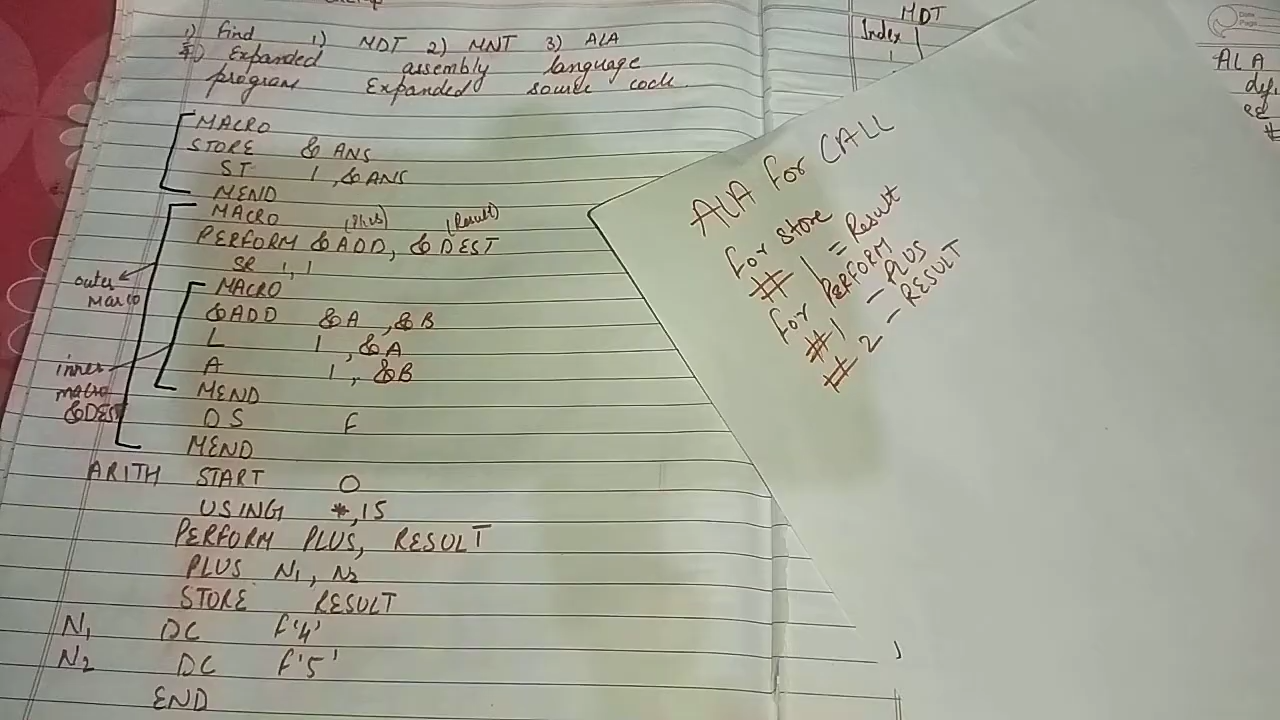 1) find 1) MDT 2) MNT 3) ALA
ii) Expanded assembly language
program Expanded source code.
MACRO
STORE & ANS
ST 1, & ANS
MEND
MACRO (Plus) (Result)
PERFORM & ADD, & DEST
SR 1, 1
MACRO
& ADD & A, & B
L 1, & A
A 1, & B
MEND
DS F
MEND
outer
Macro
inner
macro
& DEST
ARITH START 0
USING *, 15
PERFORM PLUS, RESULT
PLUS N1, N2
STORE RESULT
N1 DC F'4'
N2 DC F'5'
END
MDT
Index
1
ALA for CALL
for store
# 1 = Result
for PERFORM
#1 - PLUS
# 2 - RESULT
Date
Page
ALA
#